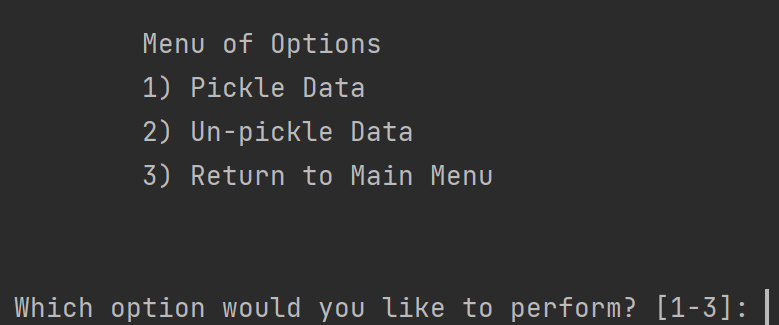 Menu of Options
1) Pickle Data
2) Un-pickle Data
3) Return to Main Menu
Which option would you like to perform? [1-3]: